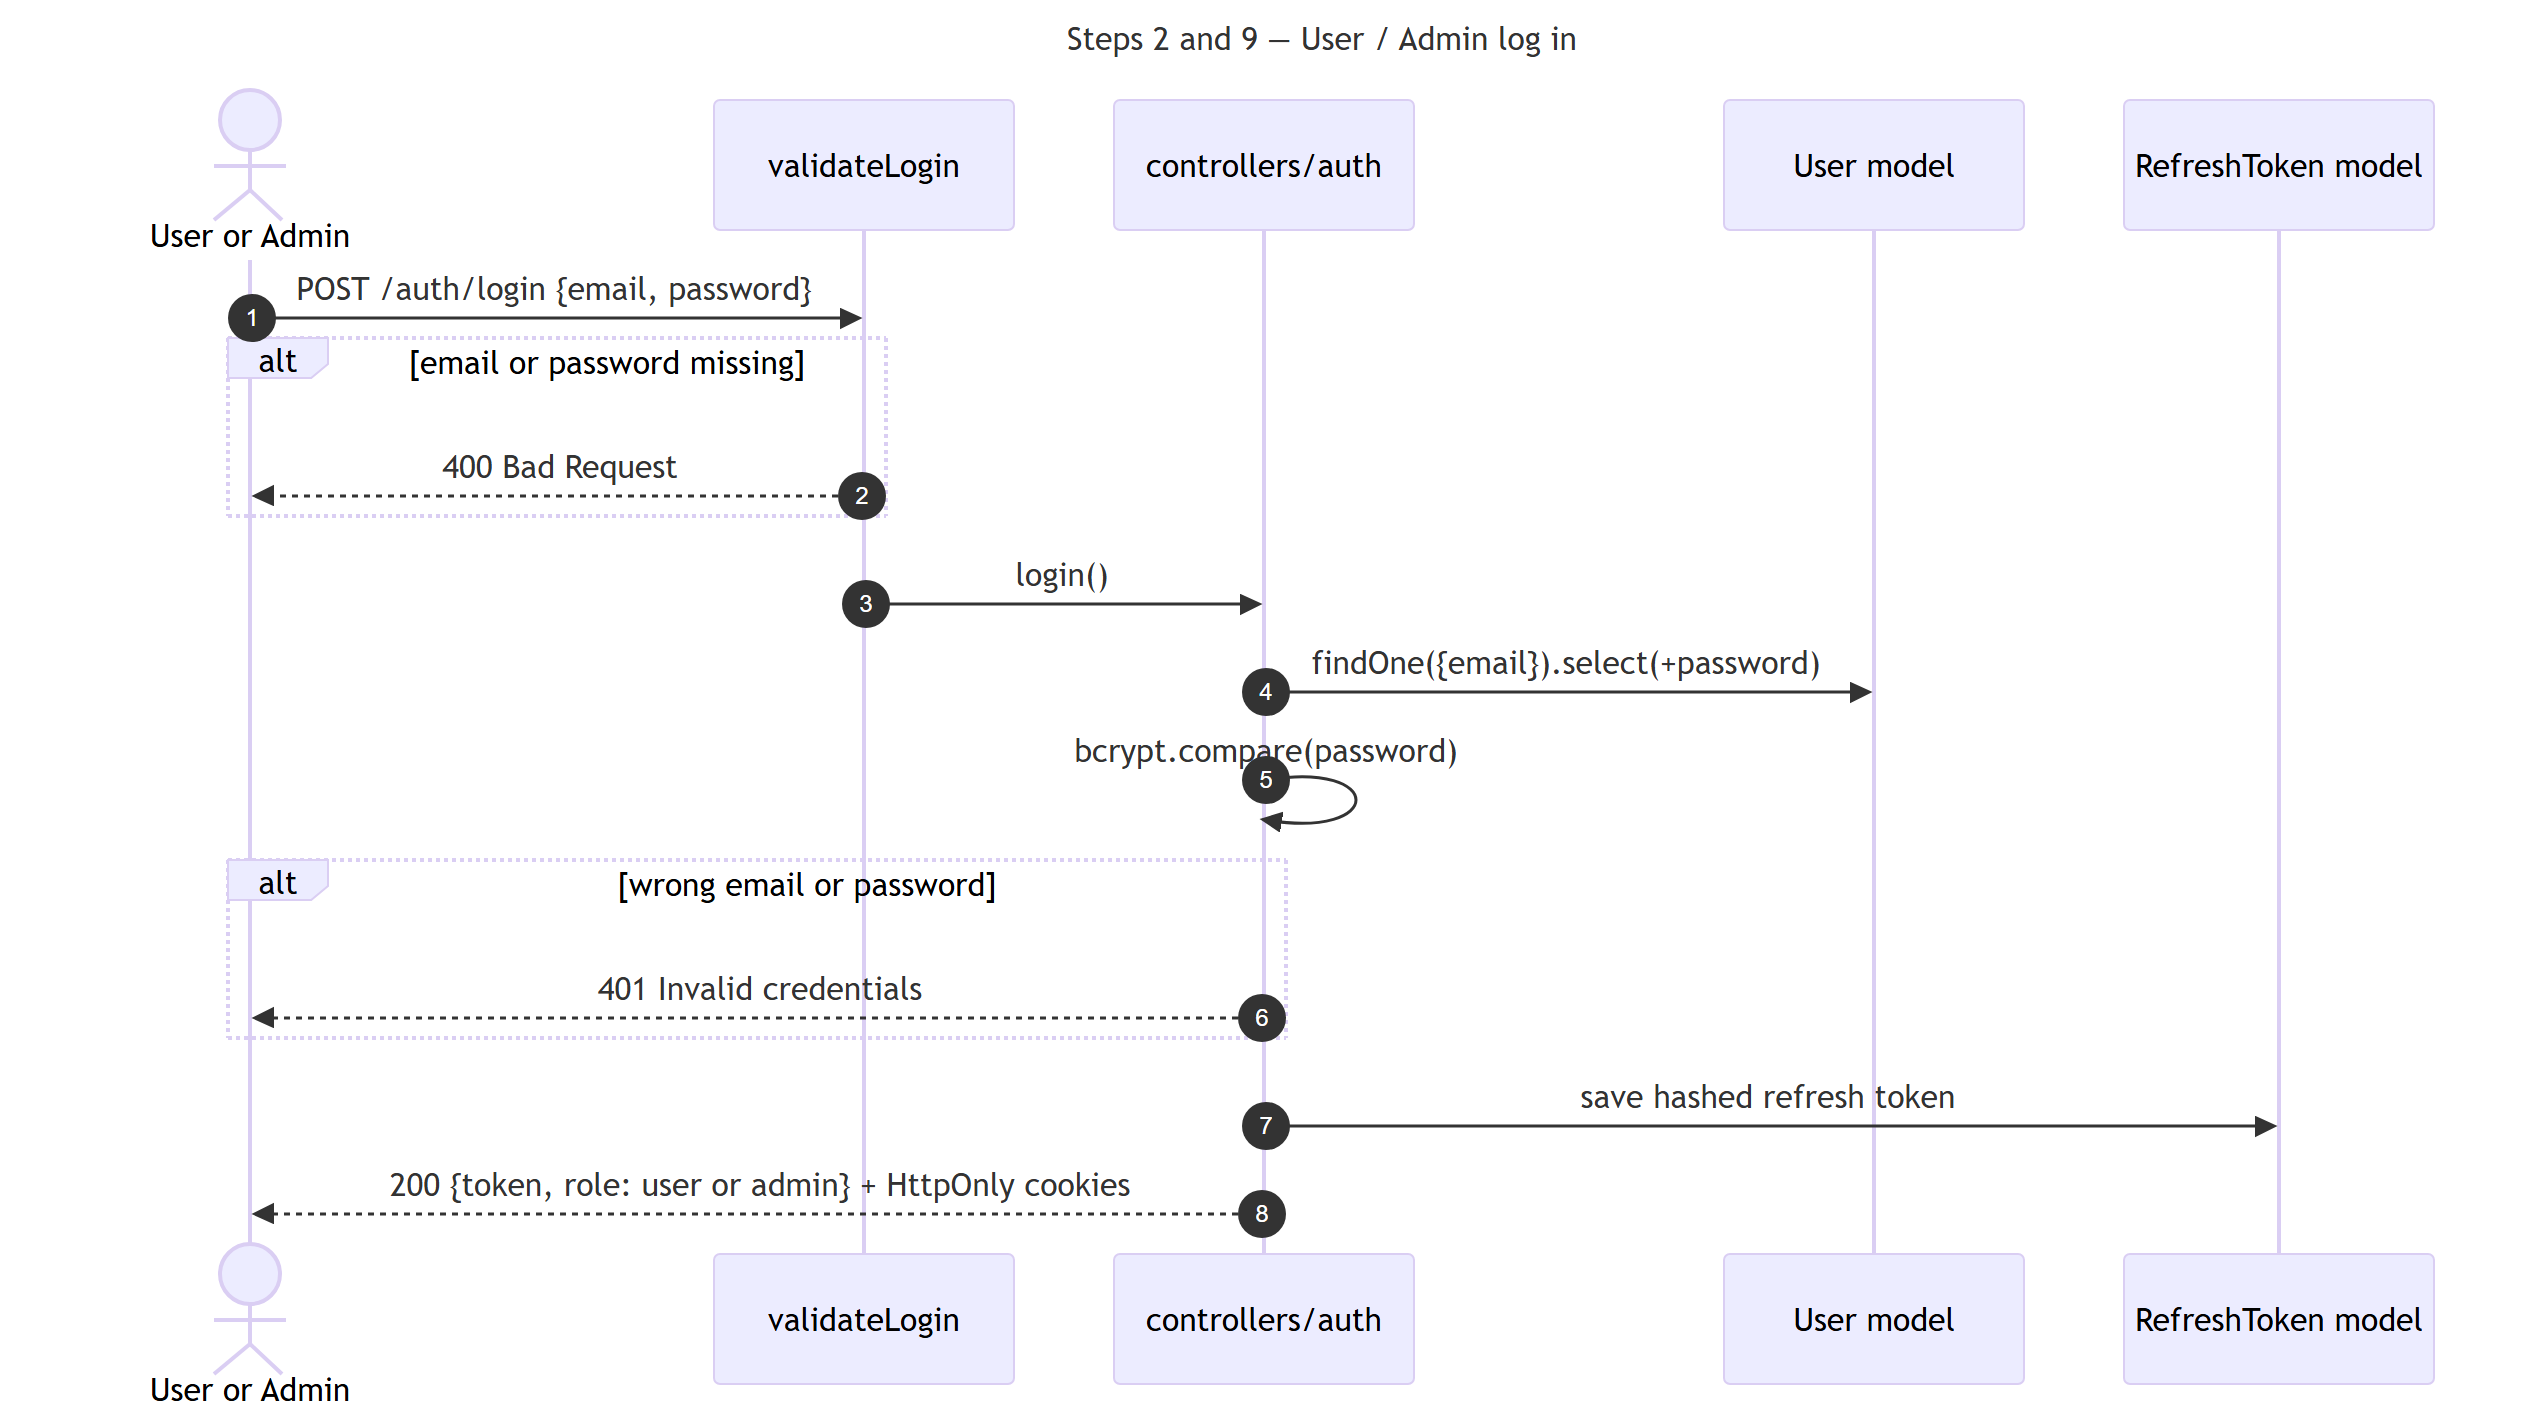 Steps 2 and 9 — User / Admin log in
User or Admin
validateLogin
controllers/auth
User model
RefreshToken model
POST /auth/login {email, password}
1
alt
[email or password missing]
400 Bad Request
2
login()
3
findOne({email}).select(+password)
4
bcrypt.compare(password)
5
alt
[wrong email or password]
401 Invalid credentials
6
save hashed refresh token
7
200 {token, role: user or admin} + HttpOnly cookies
8
User or Admin
validateLogin
controllers/auth
User model
RefreshToken model